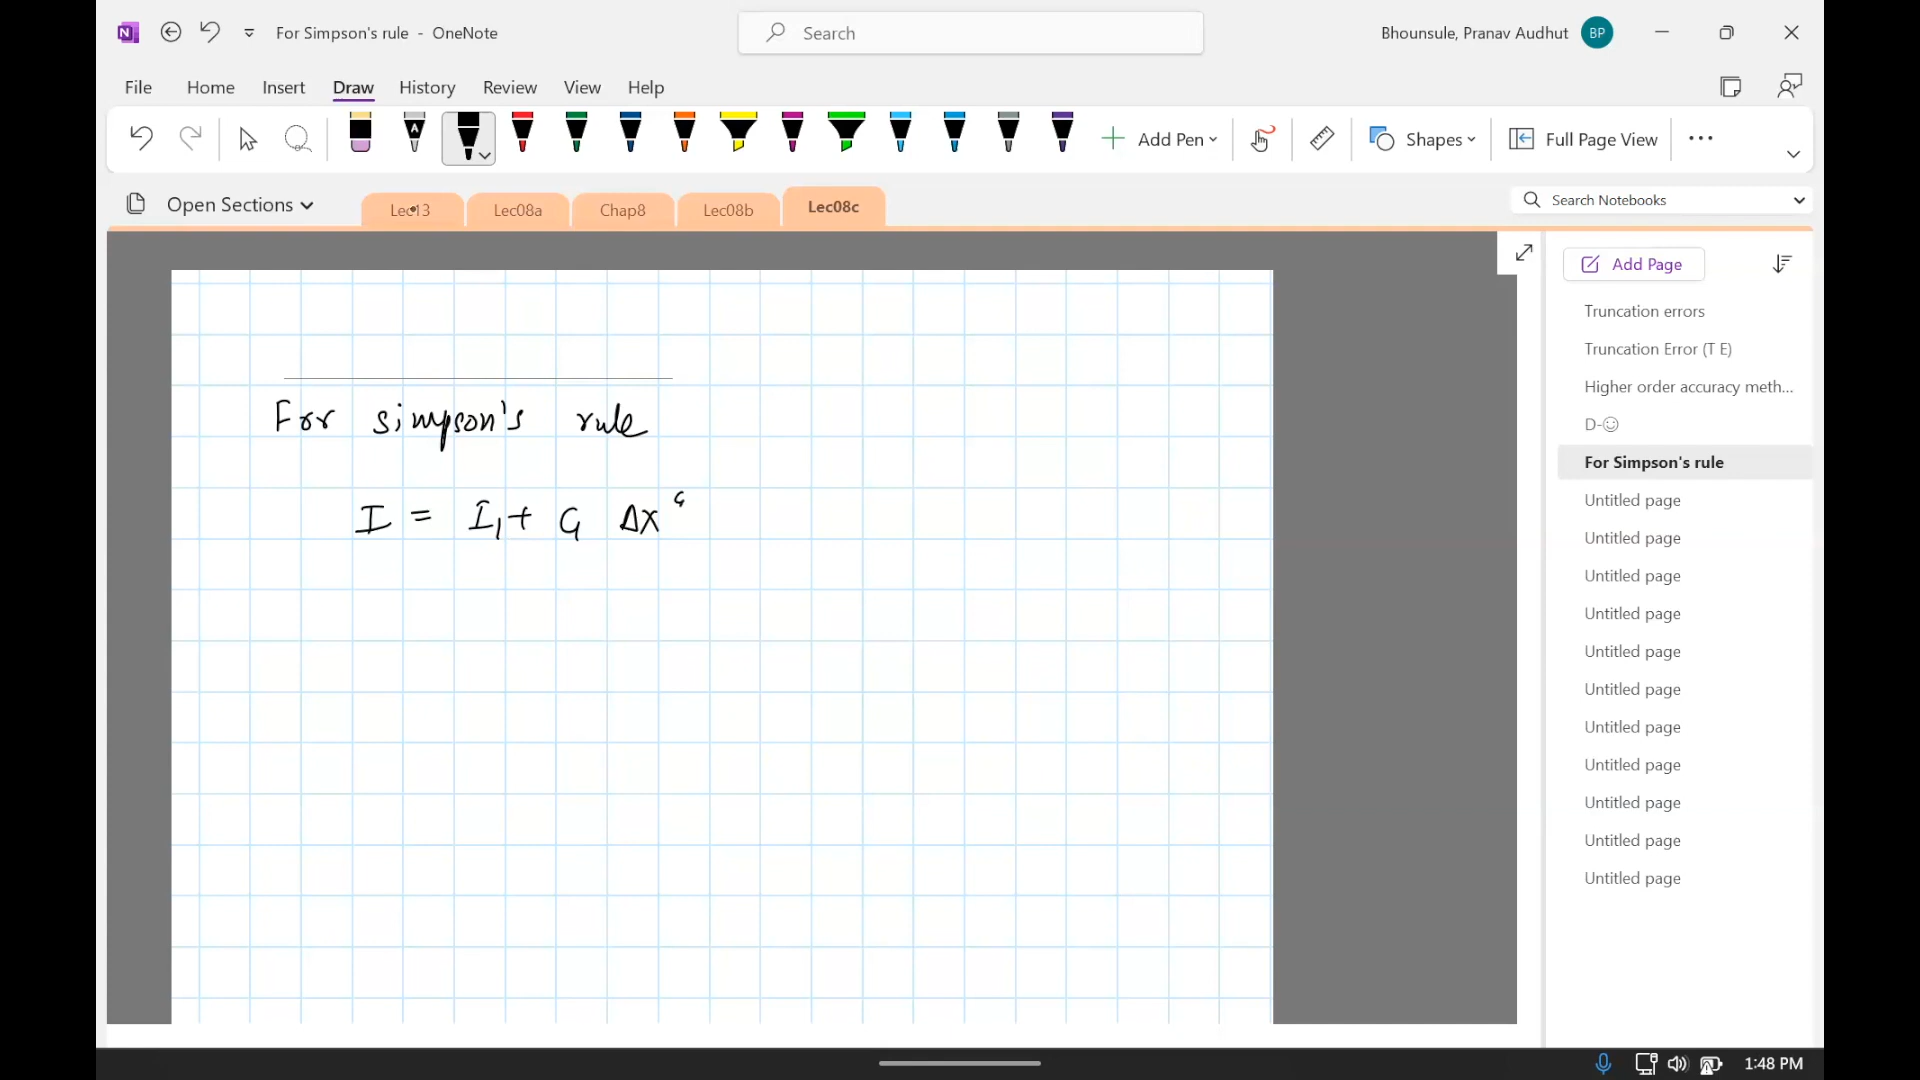 For Simpson's rule - OneNote
Search
Bhounsule, Pranav Audhut
BP
File Home Insert Draw History Review View Help
Add Pen
Shapes
Full Page View
Open Sections
Lec13
Lec08a
Chap8
Lec08b
Lec08c
Search Notebooks
Add Page
Truncation errors
Truncation Error (T E)
Higher order accuracy meth...
D-☺
For Simpson's rule
Untitled page
Untitled page
Untitled page
Untitled page
Untitled page
Untitled page
Untitled page
Untitled page
Untitled page
Untitled page
Untitled page
For simpson's rule
I = I₁ + C₁ Δx⁴
1:48 PM